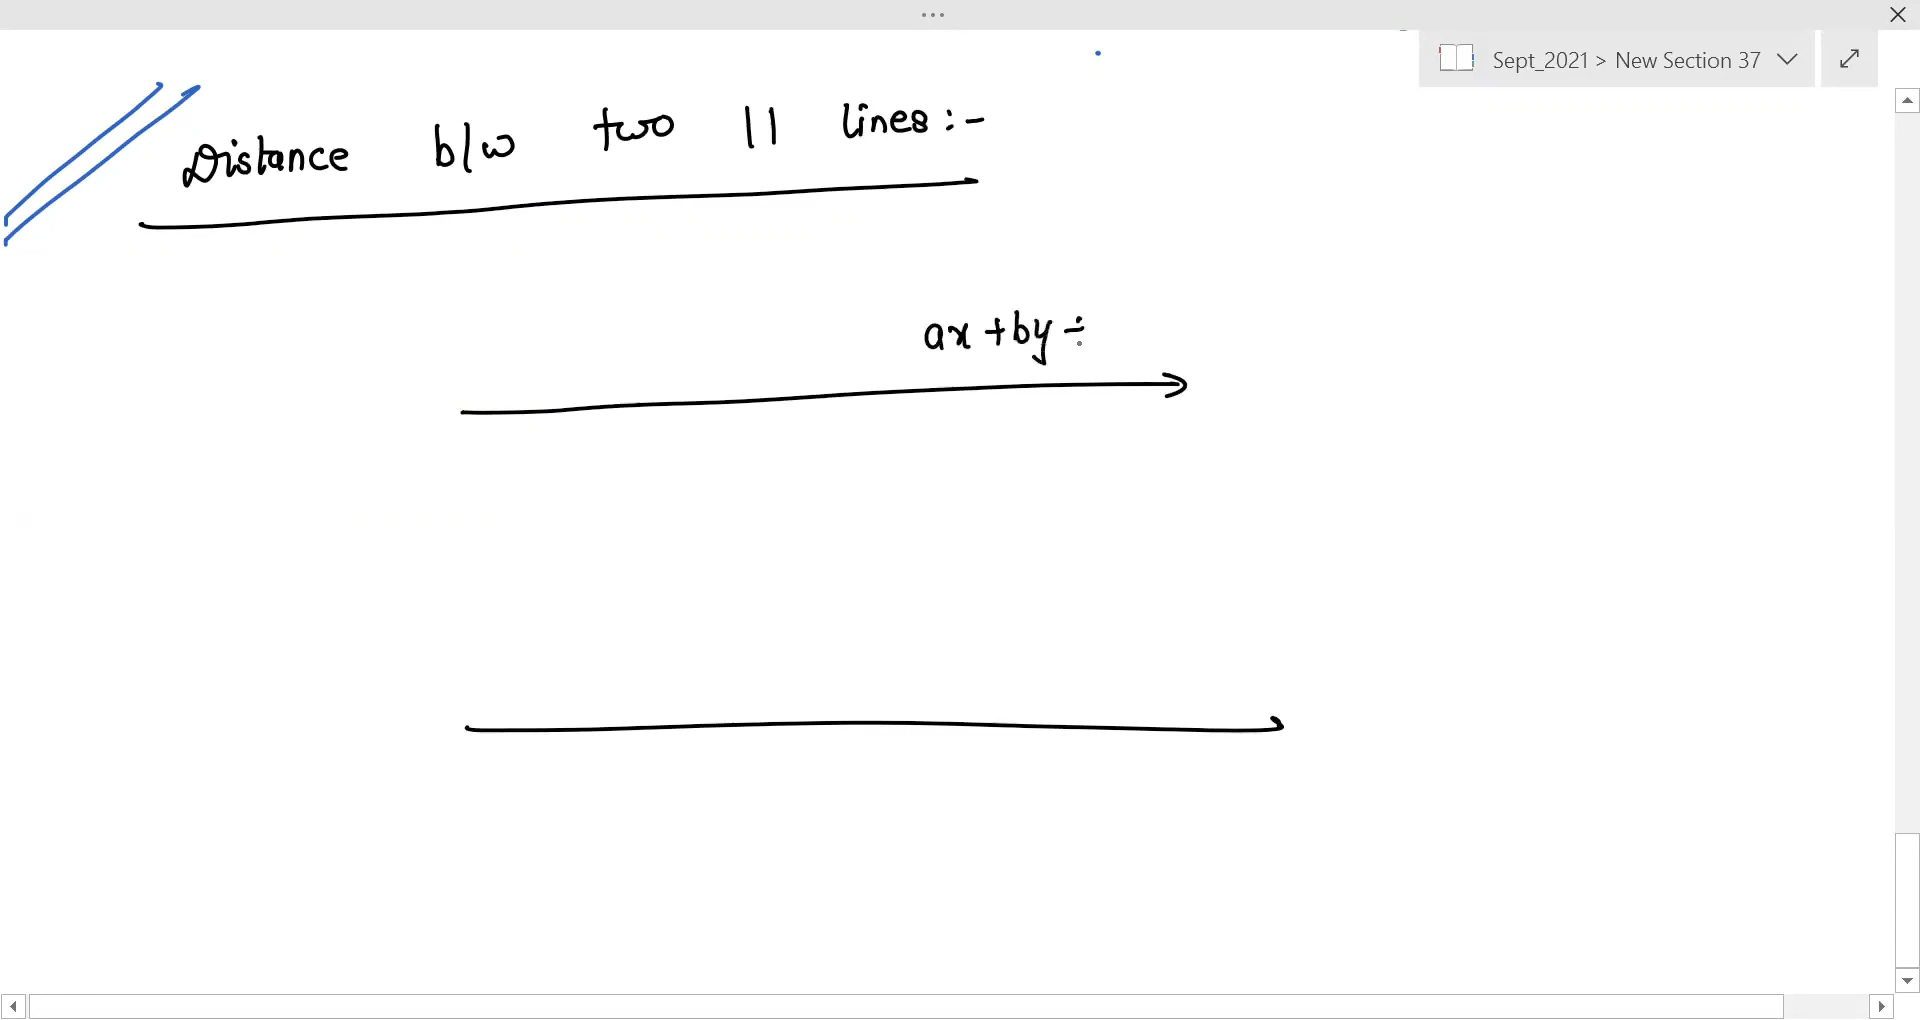 Sept_2021 > New Section 37
Distance b/w two || lines:-
ax +by